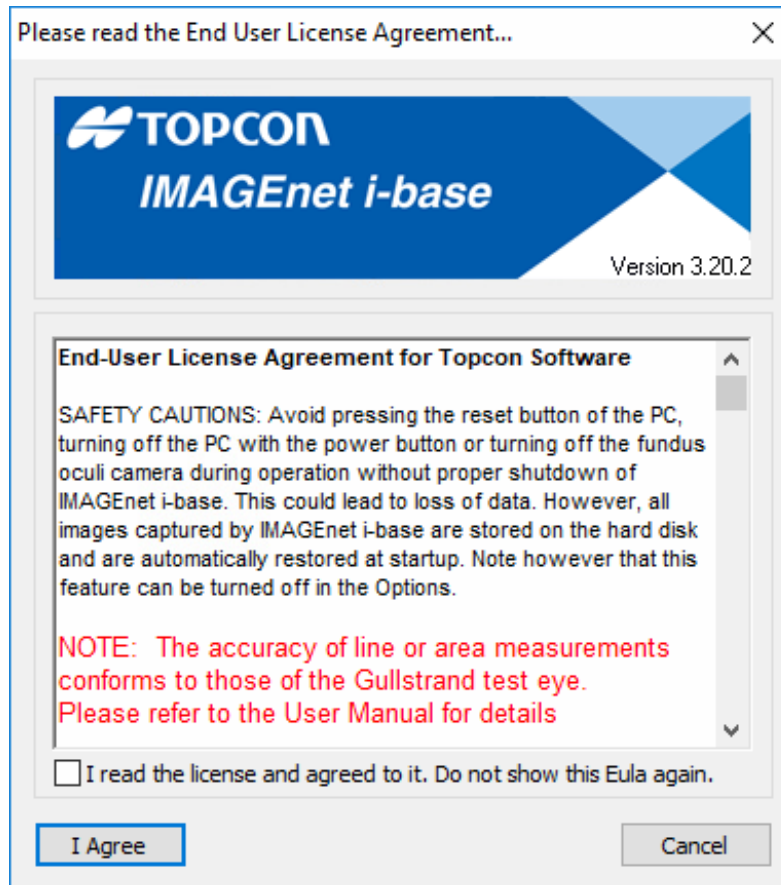 Please read the End User License Agreement...
TOPCON
IMAGEnet i-base
Version 3.20.2
End-User License Agreement for Topcon Software
SAFETY CAUTIONS: Avoid pressing the reset button of the PC,
turning off the PC with the power button or turning off the fundus
oculi camera during operation without proper shutdown of
IMAGEnet i-base. This could lead to loss of data. However, all
images captured by IMAGEnet i-base are stored on the hard disk
and are automatically restored at startup. Note however that this
feature can be turned off in the Options.
NOTE: The accuracy of line or area measurements
conforms to those of the Gullstrand test eye.
Please refer to the User Manual for details
I read the license and agreed to it. Do not show this Eula again.
I Agree
Cancel